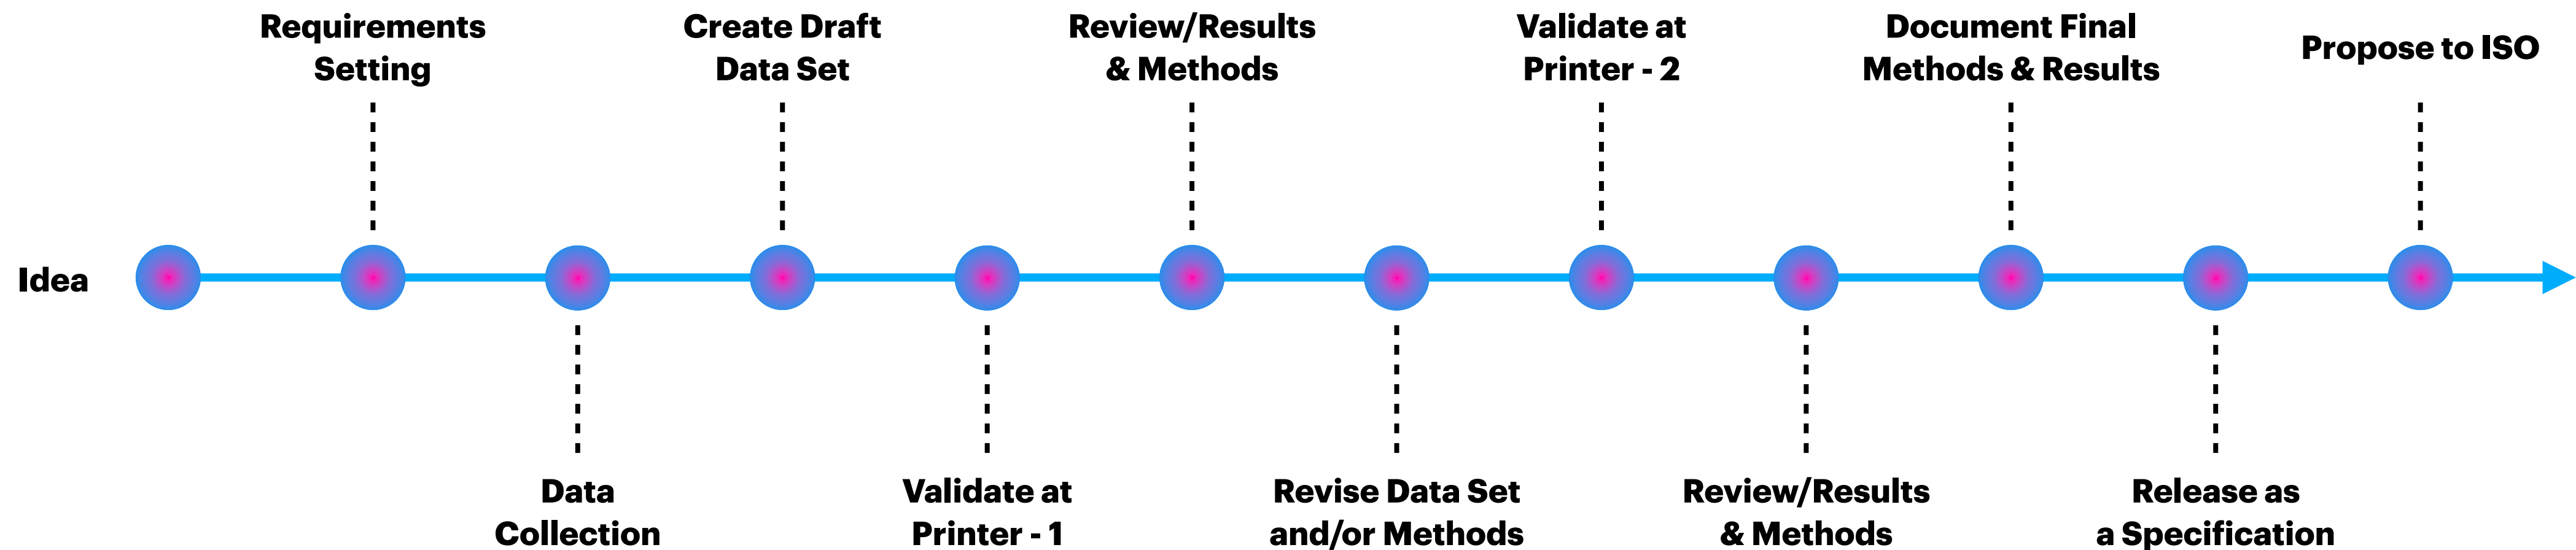 Idea
Requirements
Setting
Data
Collection
Create Draft
Data Set
Validate at
Printer - 1
Review/Results
& Methods
Revise Data Set
and/or Methods
Validate at
Printer - 2
Review/Results
& Methods
Document Final
Methods & Results
Release as
a Specification
Propose to ISO